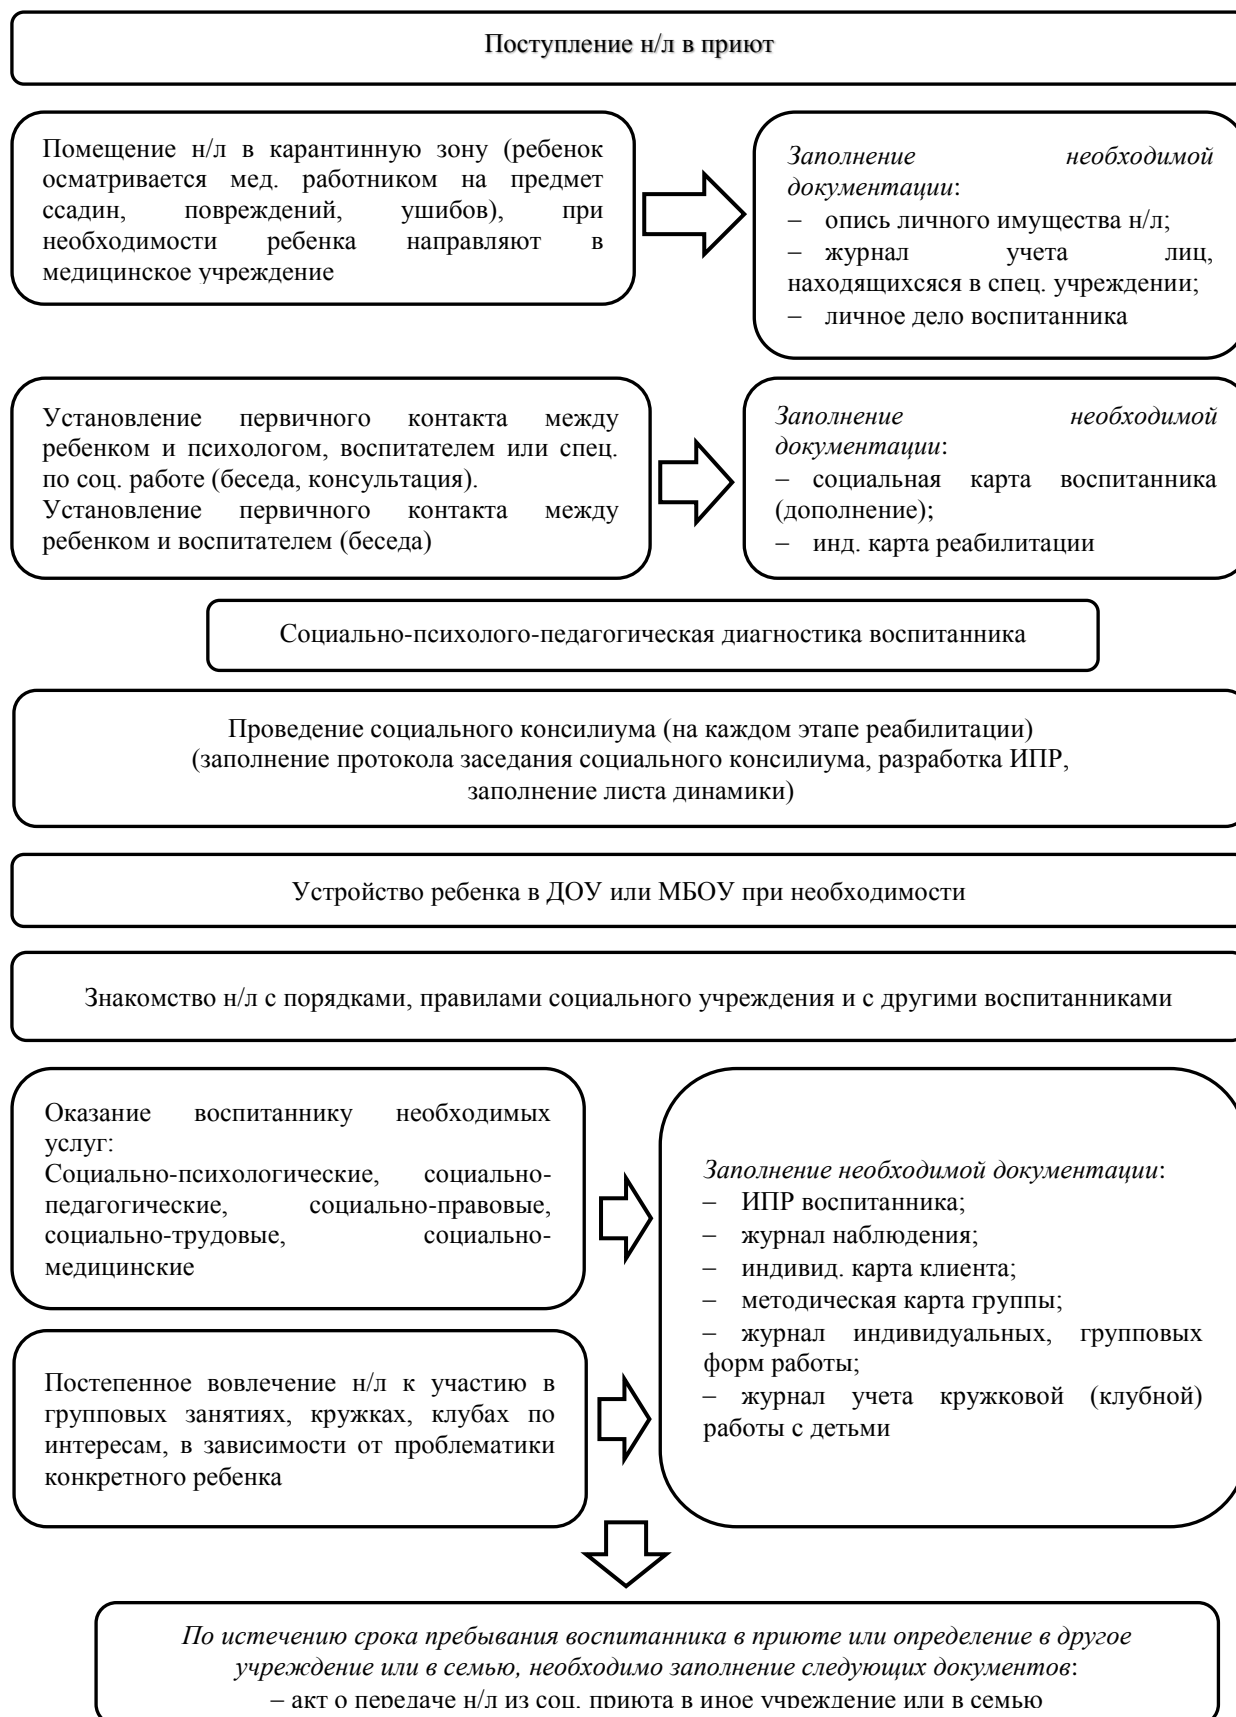 Поступление н/л в приют
Помещение н/л в карантинную зону (ребенок
осматривается мед. работником на предмет
ссадин, повреждений, ушибов), при
необходимости ребенка направляют в
медицинское учреждение
Заполнение необходимой
документации:
– опись личного имущества н/л;
– журнал учета лиц,
находящихсяся в спец. учреждении;
– личное дело воспитанника
Установление первичного контакта между
ребенком и психологом, воспитателем или спец.
по соц. работе (беседа, консультация).
Установление первичного контакта между
ребенком и воспитателем (беседа)
Заполнение необходимой
документации:
– социальная карта воспитанника
(дополнение);
– инд. карта реабилитации
Социально-психолого-педагогическая диагностика воспитанника
Проведение социального консилиума (на каждом этапе реабилитации)
(заполнение протокола заседания социального консилиума, разработка ИПР,
заполнение листа динамики)
Устройство ребенка в ДОУ или МБОУ при необходимости
Знакомство н/л с порядками, правилами социального учреждения и с другими воспитанниками
Оказание воспитаннику необходимых
услуг:
Социально-психологические, социально-
педагогические, социально-правовые,
социально-трудовые, социально-
медицинские
Постепенное вовлечение н/л к участию в
групповых занятиях, кружках, клубах по
интересам, в зависимости от проблематики
конкретного ребенка
Заполнение необходимой документации:
– ИПР воспитанника;
– журнал наблюдения;
– индивид. карта клиента;
– методическая карта группы;
– журнал индивидуальных, групповых
форм работы;
– журнал учета кружковой (клубной)
работы с детьми
По истечению срока пребывания воспитанника в приюте или определение в другое
учреждение или в семью, необходимо заполнение следующих документов:
– акт о передаче н/л из соц. приюта в иное учреждение или в семью